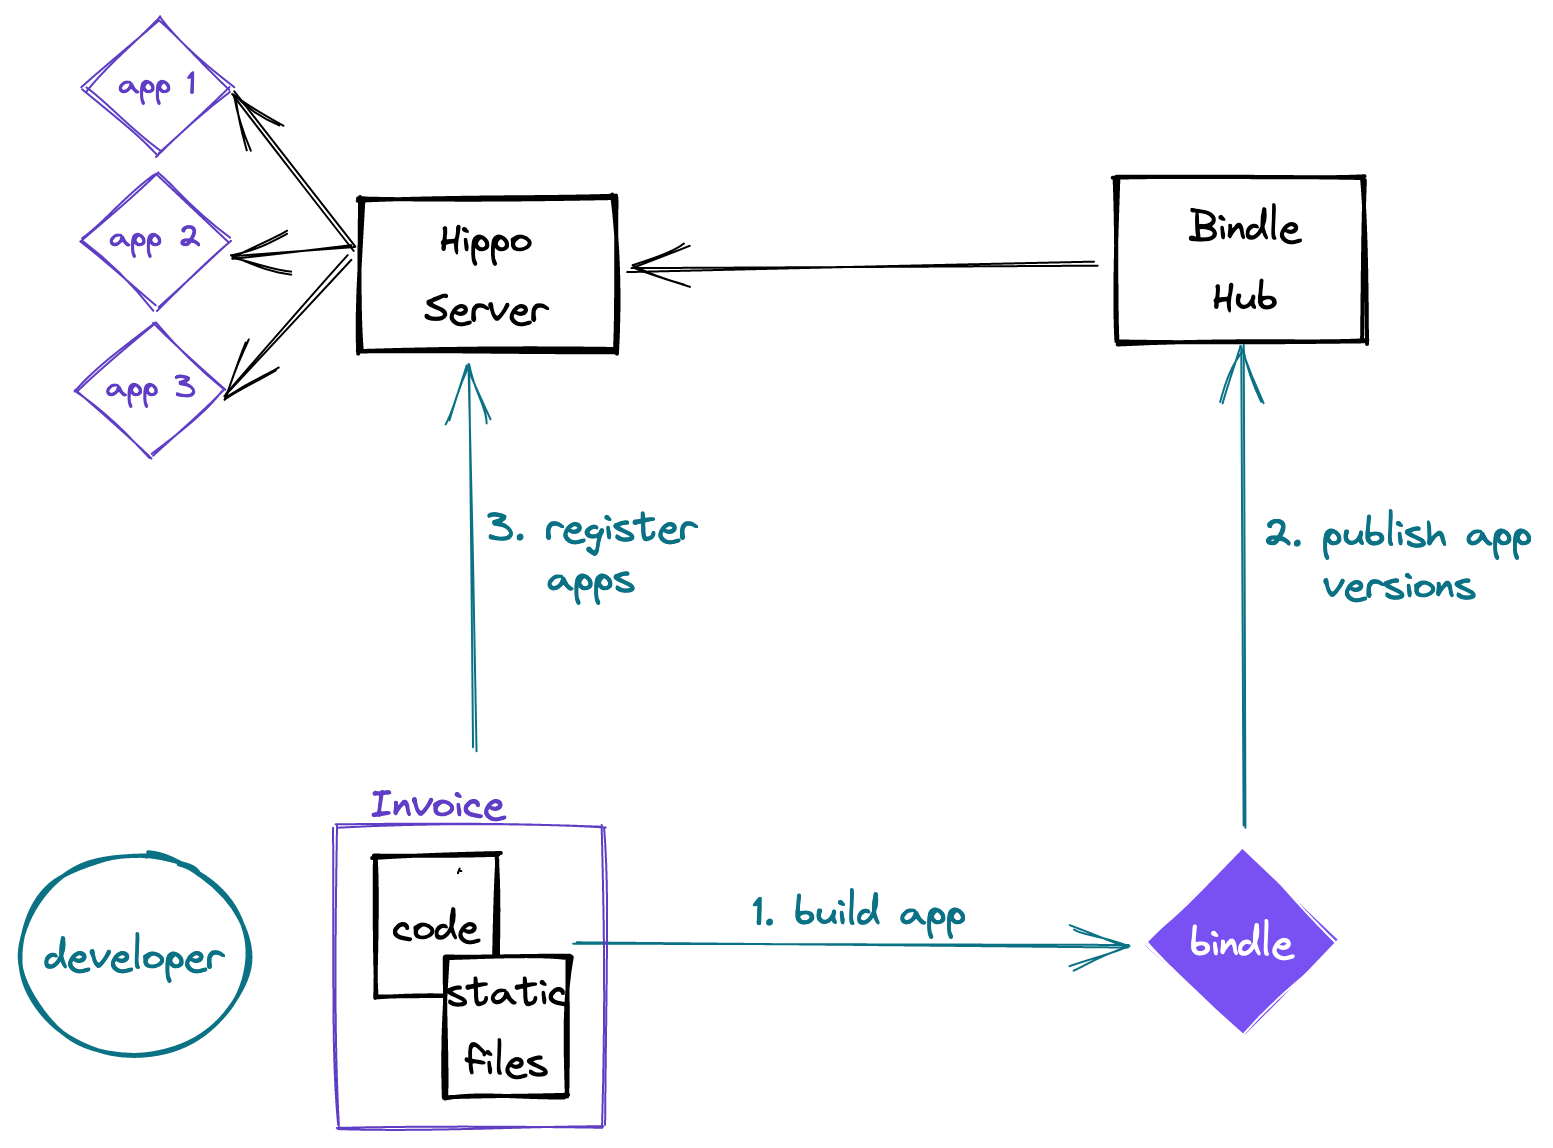 app 1
app 2
app 3
Hippo
Server
Bindle
Hub
3. register
apps
2. publish app
versions
Invoice
code
static
files
developer
1. build app
bindle